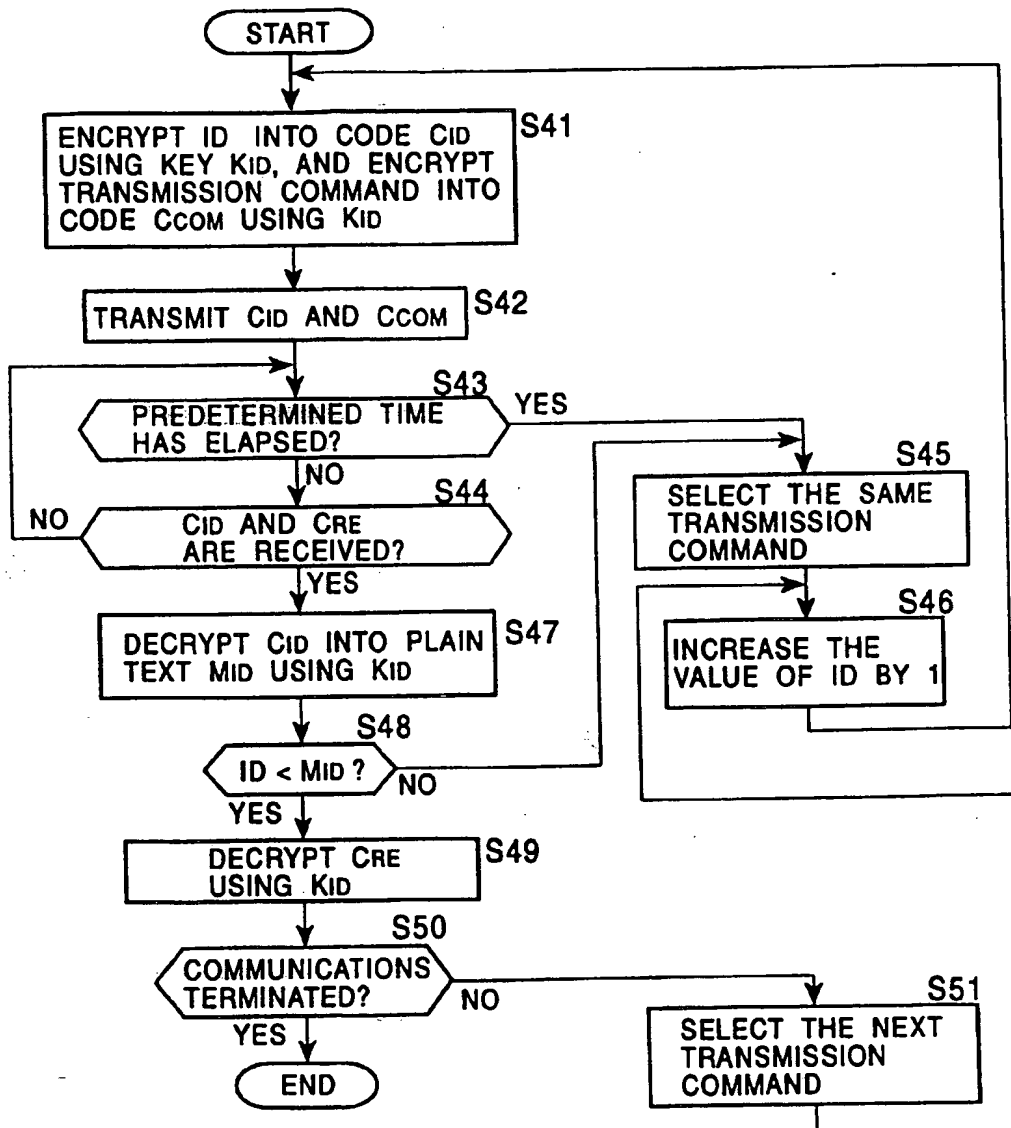 START
S41
ENCRYPT ID INTO CODE CID
USING KEY KID, AND ENCRYPT
TRANSMISSION COMMAND INTO
CODE CCOM USING KID
S42
TRANSMIT CID AND CCOM
S43
PREDETERMINED TIME
HAS ELAPSED?
YES
NO
S44
CID AND CRE
ARE RECEIVED?
NO
YES
S45
SELECT THE SAME
TRANSMISSION
COMMAND
S46
INCREASE THE
VALUE OF ID BY 1
S47
DECRYPT CID INTO PLAIN
TEXT MID USING KID
S48
ID < MID ?
NO
YES
S49
DECRYPT CRE
USING KID
S50
COMMUNICATIONS
TERMINATED?
NO
YES
S51
SELECT THE NEXT
TRANSMISSION
COMMAND
END